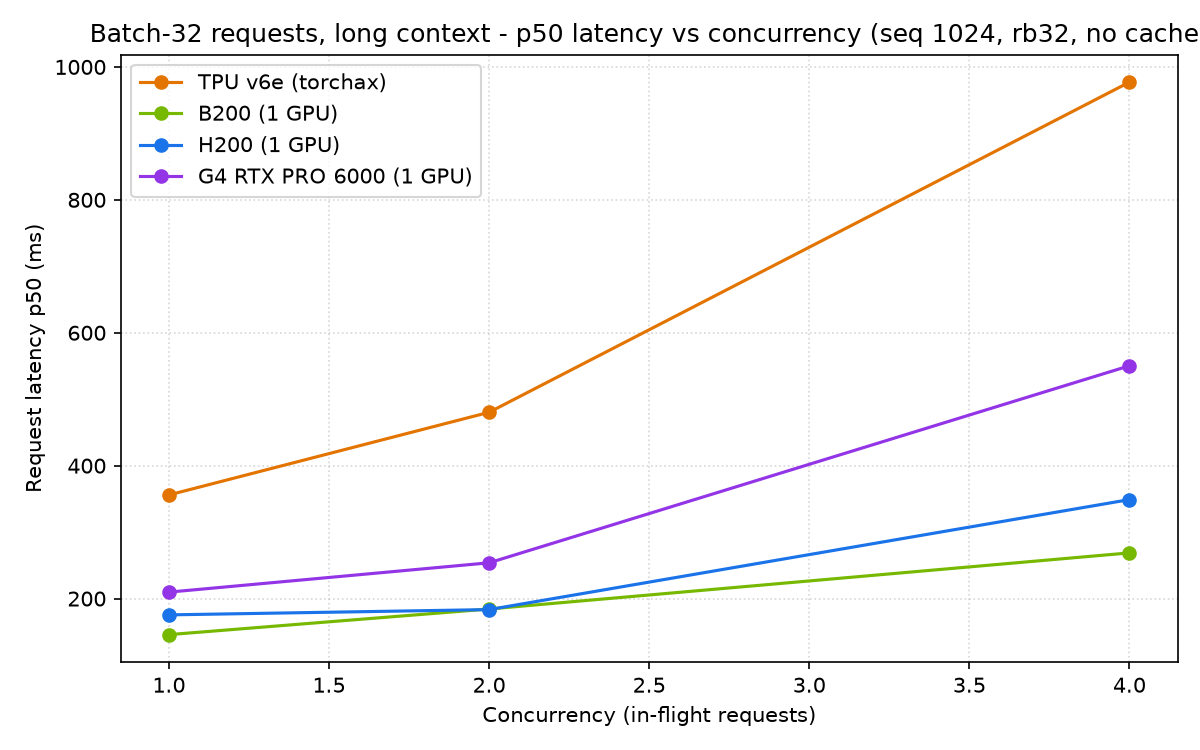 Batch-32 requests, long context - p50 latency vs concurrency (seq 1024, rb32, no cache
TPU v6e (torchax)
B200 (1 GPU)
H200 (1 GPU)
G4 RTX PRO 6000 (1 GPU)
Request latency p50 (ms)
1000
800
600
400
200
1.0 1.5 2.0 2.5 3.0 3.5 4.0
Concurrency (in-flight requests)